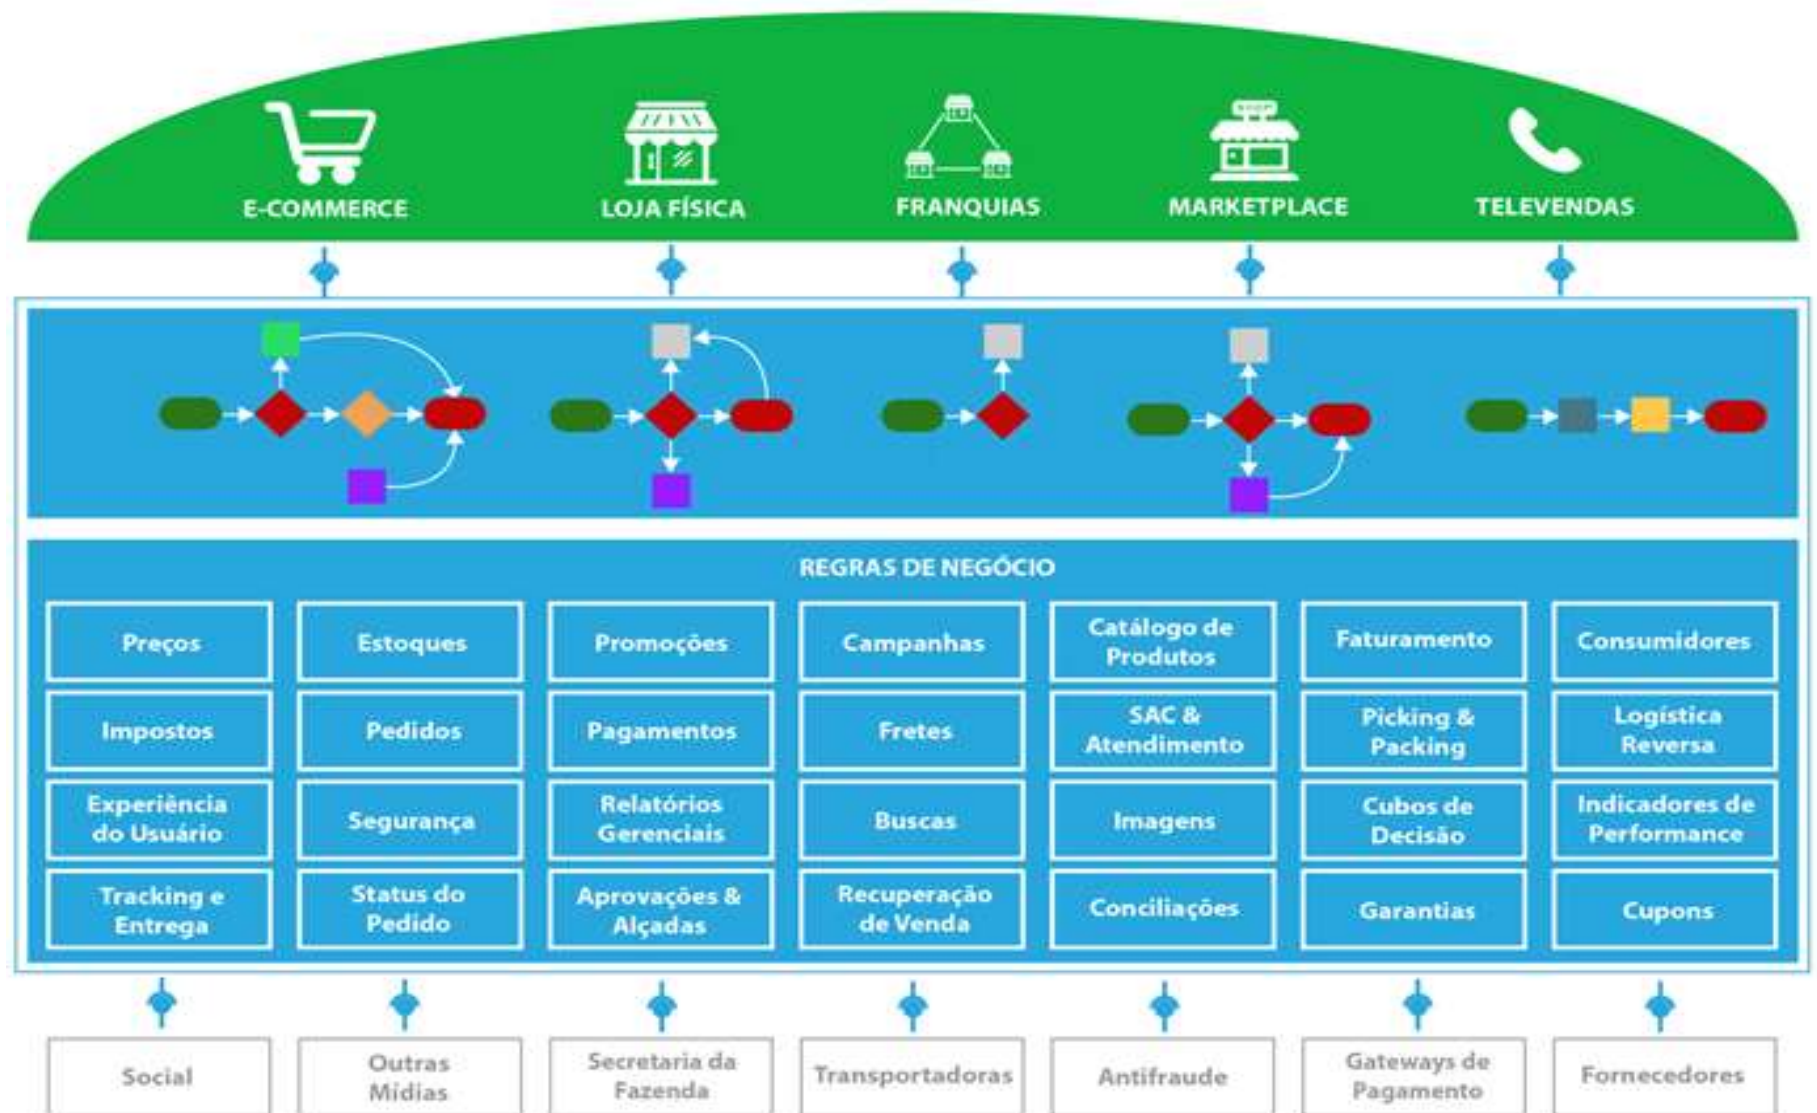 E-COMMERCE
LOJA FÍSICA
FRANQUIAS
SHOP
MARKETPLACE
TELEVENDAS
REGRAS DE NEGÓCIO
Preços
Estoques
Promoções
Campanhas
Catálogo de
Produtos
Faturamento
Consumidores
Impostos
Pedidos
Pagamentos
Fretes
SAC &
Atendimento
Picking &
Packing
Logística
Reversa
Experiência
do Usuário
Segurança
Relatórios
Gerenciais
Buscas
Imagens
Cubos de
Decisão
Indicadores de
Performance
Tracking e
Entrega
Status do
Pedido
Aprovações &
Alçadas
Recuperação
de Venda
Conciliações
Garantias
Cupons
Social
Outras
Mídias
Secretaria da
Fazenda
Transportadoras
Antifraude
Gateways de
Pagamento
Fornecedores